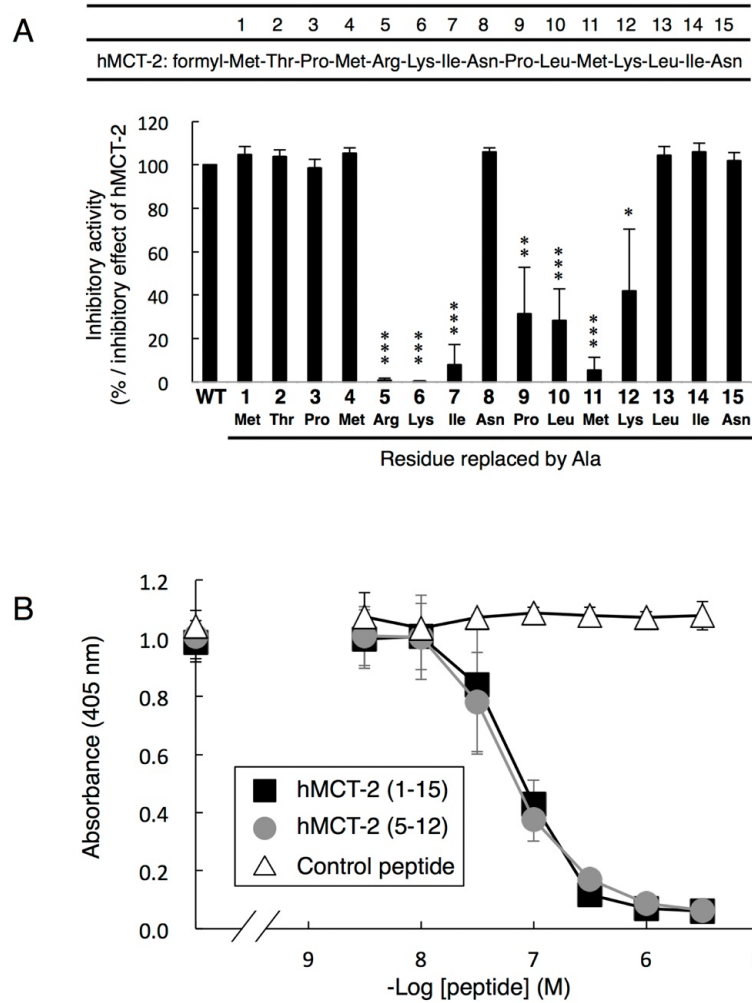 A
1 2 3 4 5 6 7 8 9 10 11 12 13 14 15
hMCT-2: formyl-Met-Thr-Pro-Met-Arg-Lys-Ile-Asn-Pro-Leu-Met-Lys-Leu-Ile-Asn
Inhibitory activity
(% / inhibitory effect of hMCT-2)
120
100
80
60
40
20
0
*** *** *** ** *** *** *
WT 1 2 3 4 5 6 7 8 9 10 11 12 13 14 15
Met Thr Pro Met Arg Lys Ile Asn Pro Leu Met Lys Leu Ile Asn
Residue replaced by Ala
B
Absorbance (405 nm)
1.2
1.0
0.8
0.6
0.4
0.2
0.0
hMCT-2 (1-15)
hMCT-2 (5-12)
Control peptide
9 8 7 6
-Log [peptide] (M)